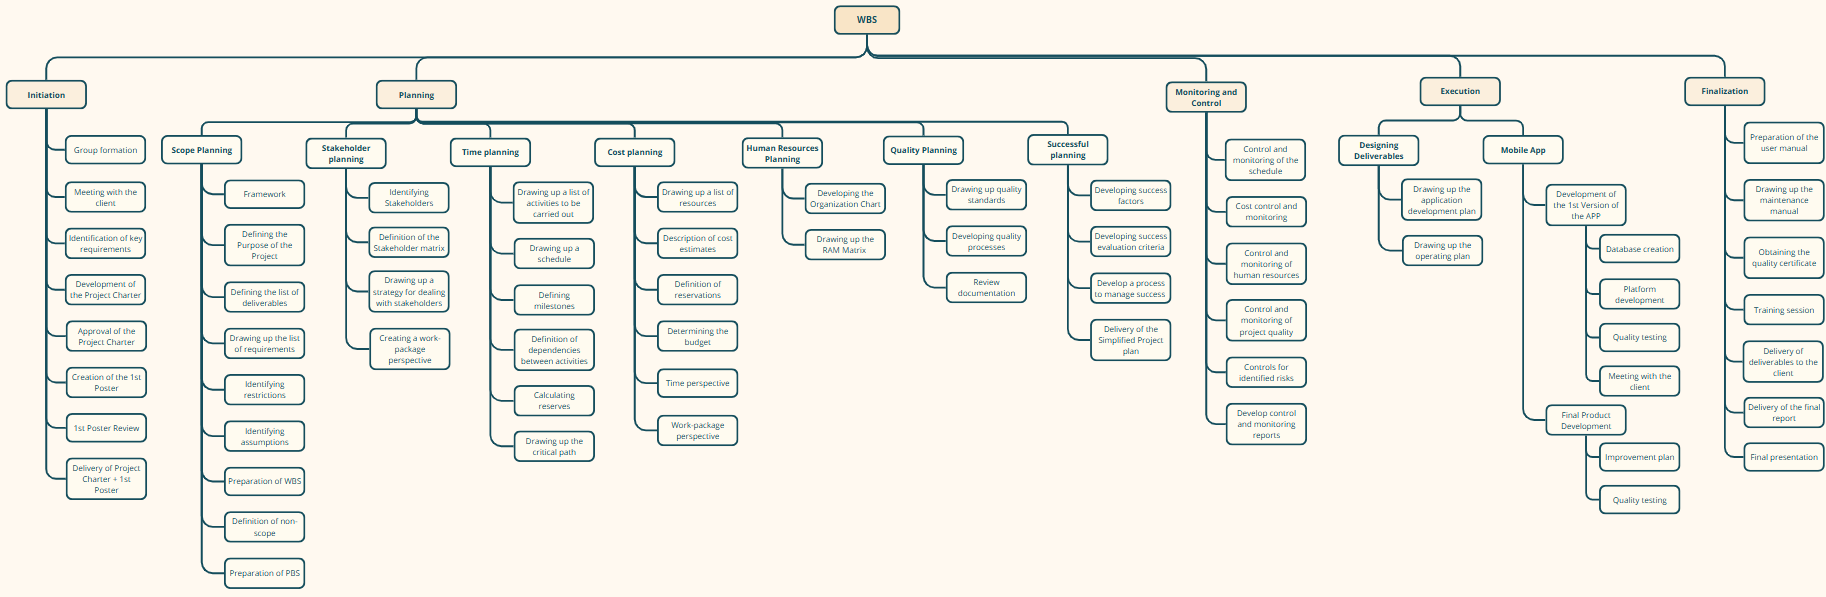 WBS
Initiation
Group formation
Meeting with the
client
Identification of key
requirements
Development of
the Project Charter
Approval of the
Project Charter
Creation of the 1st
Poster
1st Poster Review
Delivery of Project
Charter + 1st
Poster
Planning
Scope Planning
Framework
Defining the
Purpose of the
Project
Defining the list of
deliverables
Drawing up the list
of requirements
Identifying
restrictions
Identifying
assumptions
Preparation of WBS
Definition of non-
scope
Preparation of PBS
Stakeholder
planning
Identifying
Stakeholders
Definition of the
Stakeholder matrix
Drawing up a
strategy for dealing
with stakeholders
Creating a work-
package
perspective
Time planning
Drawing up a list of
activities to be
carried out
Drawing up a
schedule
Defining
milestones
Definition of
dependencies
between activities
Calculating
reserves
Drawing up the
critical path
Cost planning
Drawing up a list of
resources
Description of cost
estimates
Definition of
reservations
Determining the
budget
Time perspective
Work-package
perspective
Human Resources
Planning
Developing the
Organization Chart
Drawing up the
RAM Matrix
Quality Planning
Drawing up quality
standards
Developing quality
processes
Review
documentation
Successful
planning
Developing success
factors
Developing success
evaluation criteria
Develop a process
to manage success
Delivery of the
Simplified Project
plan
Monitoring and
Control
Control and
monitoring of the
schedule
Cost control and
monitoring
Control and
monitoring of
human resources
Control and
monitoring of
project quality
Controls for
identified risks
Develop control
and monitoring
reports
Execution
Designing
Deliverables
Drawing up the
application
development plan
Drawing up the
operating plan
Mobile App
Development of
the 1st Version of
the APP
Database creation
Platform
development
Quality testing
Meeting with the
client
Final Product
Development
Improvement plan
Quality testing
Finalization
Preparation of the
user manual
Drawing up the
maintenance
manual
Obtaining the
quality certificate
Training session
Delivery of
deliverables to the
client
Delivery of the final
report
Final presentation